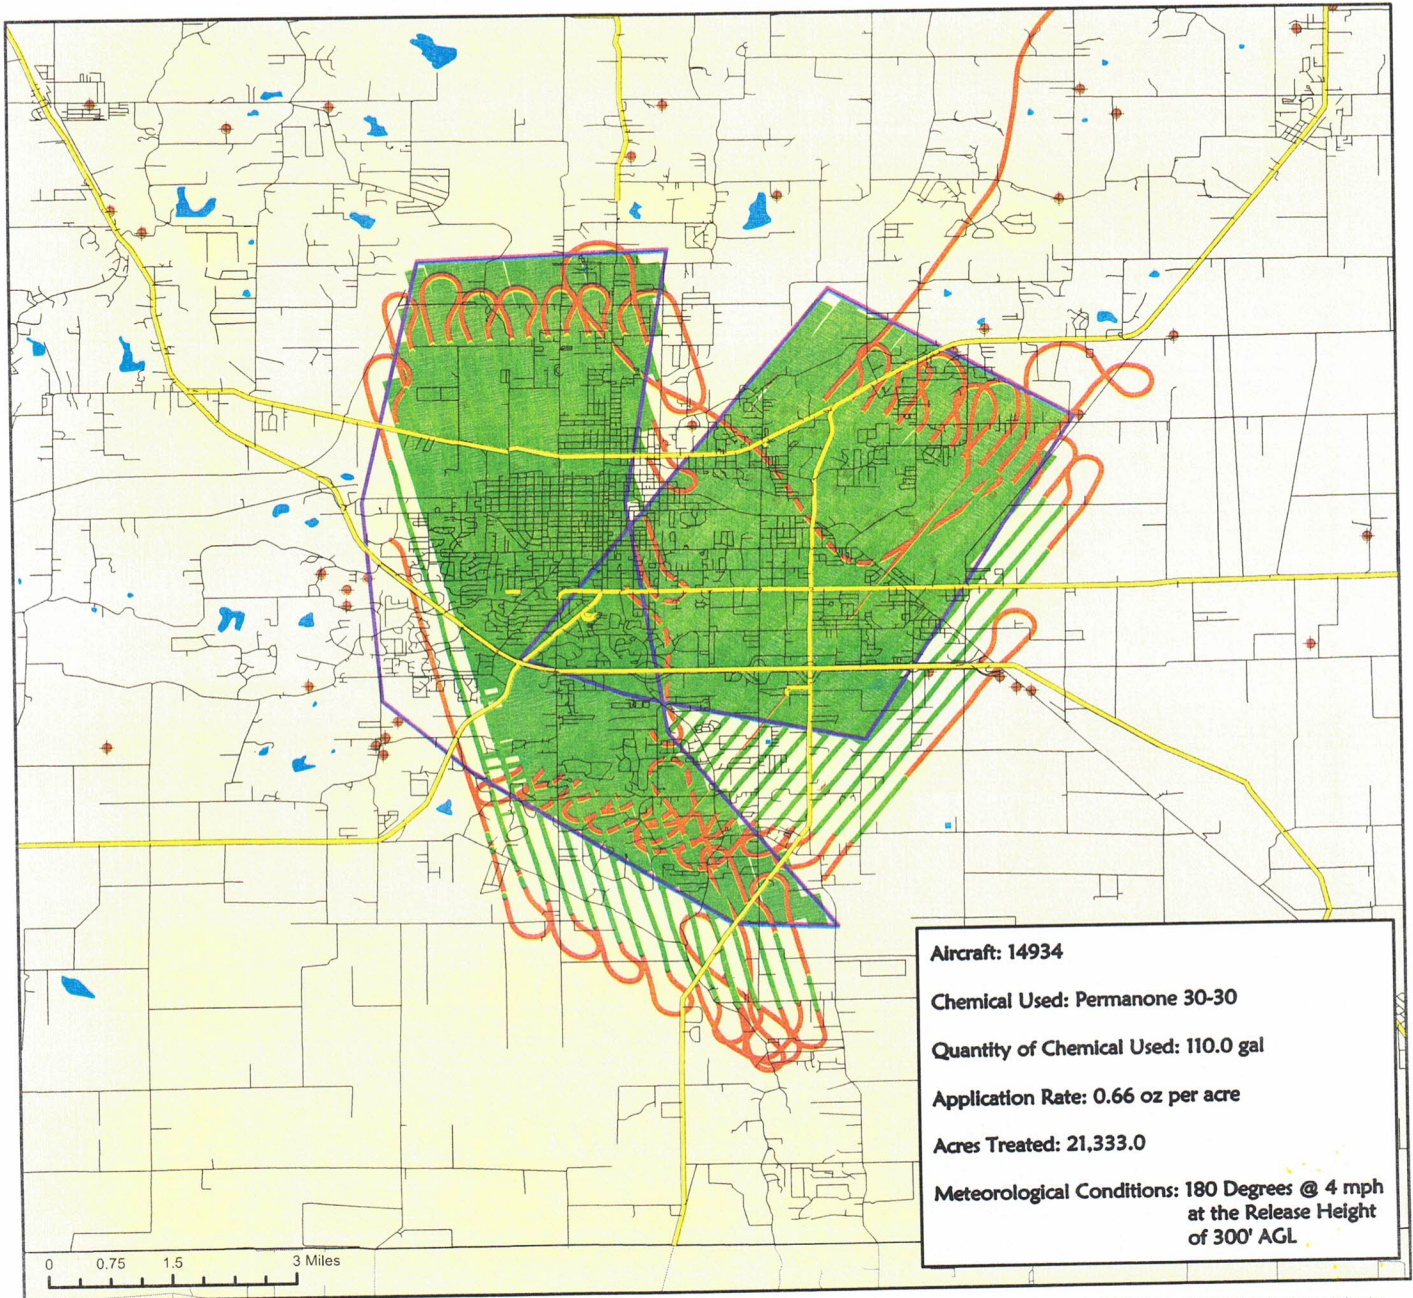 Aircraft: 14934
Chemical Used: Permanone 30-30
Quantity of Chemical Used: 110.0 gal
Application Rate: 0.66 oz per acre
Acres Treated: 21,333.0
Meteorological Conditions: 180 Degrees @ 4 mph
at the Release Height
of 300' AGL
0 0.75 1.5 3 Miles